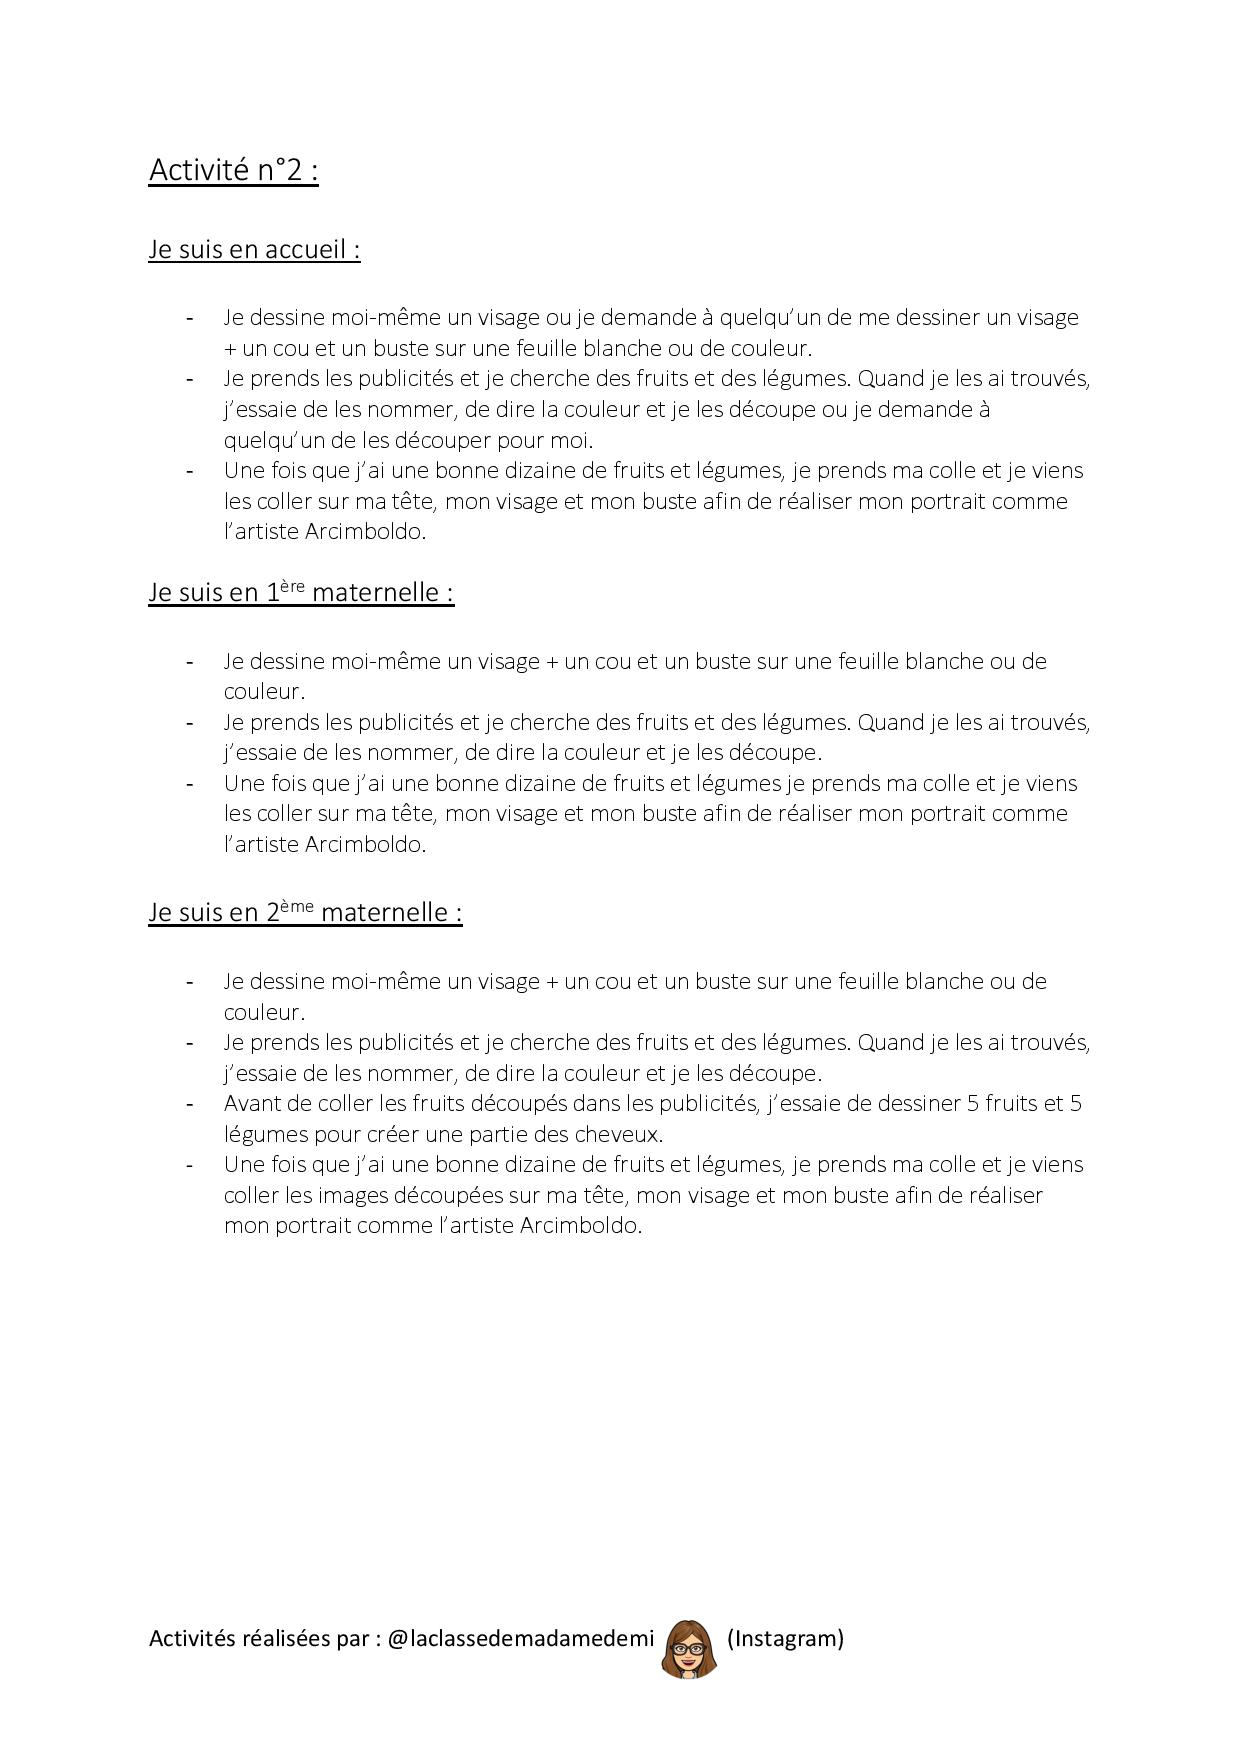 Activité n°2 :
Je suis en accueil :
- Je dessine moi-même un visage ou je demande à quelqu’un de me dessiner un visage
+ un cou et un buste sur une feuille blanche ou de couleur.
- Je prends les publicités et je cherche des fruits et des légumes. Quand je les ai trouvés,
j’essaie de les nommer, de dire la couleur et je les découpe ou je demande à
quelqu’un de les découper pour moi.
- Une fois que j’ai une bonne dizaine de fruits et légumes, je prends ma colle et je viens
les coller sur ma tête, mon visage et mon buste afin de réaliser mon portrait comme
l’artiste Arcimboldo.
Je suis en 1ère maternelle :
- Je dessine moi-même un visage + un cou et un buste sur une feuille blanche ou de
couleur.
- Je prends les publicités et je cherche des fruits et des légumes. Quand je les ai trouvés,
j’essaie de les nommer, de dire la couleur et je les découpe.
- Une fois que j’ai une bonne dizaine de fruits et légumes je prends ma colle et je viens
les coller sur ma tête, mon visage et mon buste afin de réaliser mon portrait comme
l’artiste Arcimboldo.
Je suis en 2ème maternelle :
- Je dessine moi-même un visage + un cou et un buste sur une feuille blanche ou de
couleur.
- Je prends les publicités et je cherche des fruits et des légumes. Quand je les ai trouvés,
j’essaie de les nommer, de dire la couleur et je les découpe.
- Avant de coller les fruits découpés dans les publicités, j’essaie de dessiner 5 fruits et 5
légumes pour créer une partie des cheveux.
- Une fois que j’ai une bonne dizaine de fruits et légumes, je prends ma colle et je viens
coller les images découpées sur ma tête, mon visage et mon buste afin de réaliser
mon portrait comme l’artiste Arcimboldo.
Activités réalisées par : @laclassedemadamedemi (Instagram)